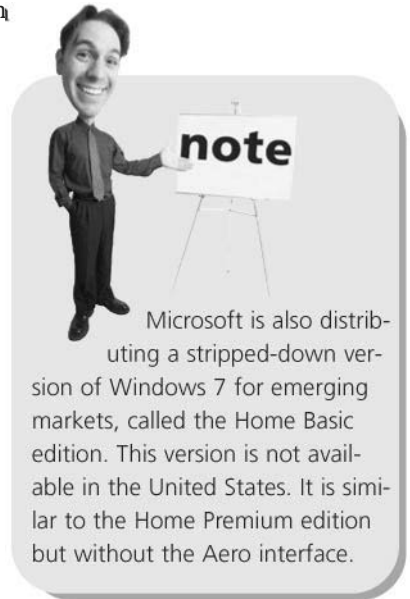 note
Microsoft is also distrib-
uting a stripped-down ver-
sion of Windows 7 for emerging
markets, called the Home Basic
edition. This version is not avail-
able in the United States. It is simi-
lar to the Home Premium edition
but without the Aero interface.